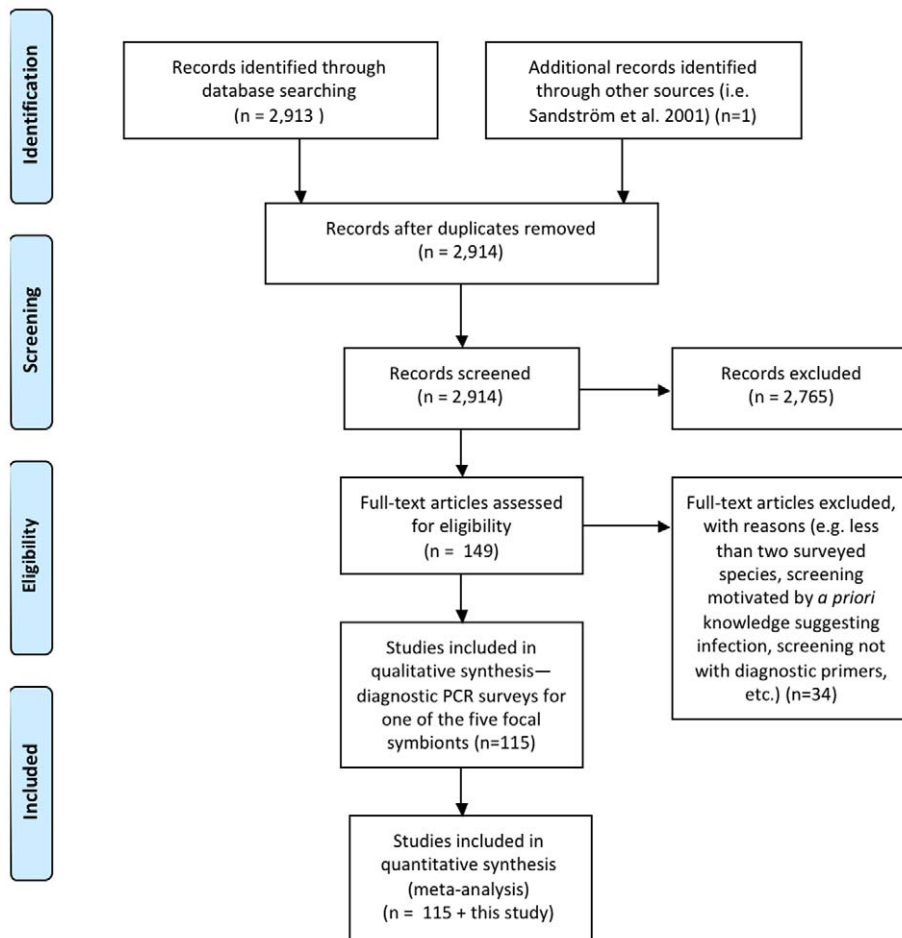 Identification
Records identified through
database searching
(n = 2,913 )
Additional records identified
through other sources (i.e.
Sandström et al. 2001) (n=1)
Records after duplicates removed
(n = 2,914)
Screening
Records screened
(n = 2,914)
Records excluded
(n = 2,765)
Eligibility
Full-text articles assessed
for eligibility
(n = 149)
Full-text articles excluded,
with reasons (e.g. less
than two surveyed
species, screening
motivated by a priori
knowledge suggesting
infection, screening not
with diagnostic primers,
etc.) (n=34)
Studies included in
qualitative synthesis—
diagnostic PCR surveys for
one of the five focal
symbionts (n=115)
Included
Studies included in
quantitative synthesis
(meta-analysis)
(n = 115 + this study)